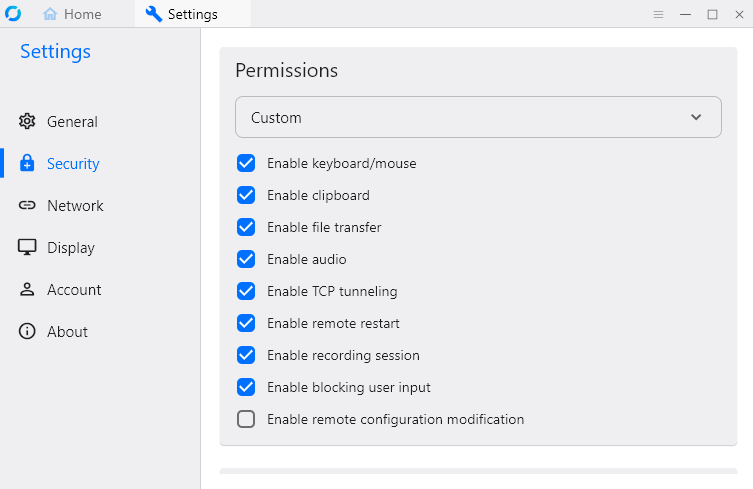 Home
Settings
Settings
General
Security
Network
Display
Account
About
Permissions
Custom
Enable keyboard/mouse
Enable clipboard
Enable file transfer
Enable audio
Enable TCP tunneling
Enable remote restart
Enable recording session
Enable blocking user input
Enable remote configuration modification